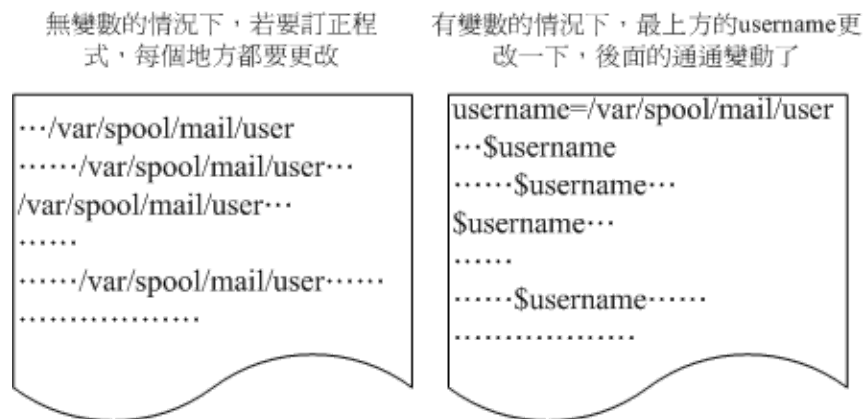 無變數的情況下，若要訂正程
式，每個地方都要更改
…/var/spool/mail/user
……/var/spool/mail/user…
/var/spool/mail/user…
……
……/var/spool/mail/user……
………………
有變數的情況下，最上方的username更
改一下，後面的通通變動了
username=/var/spool/mail/user
…$username
……$username…
$username…
……
……$username……
………………